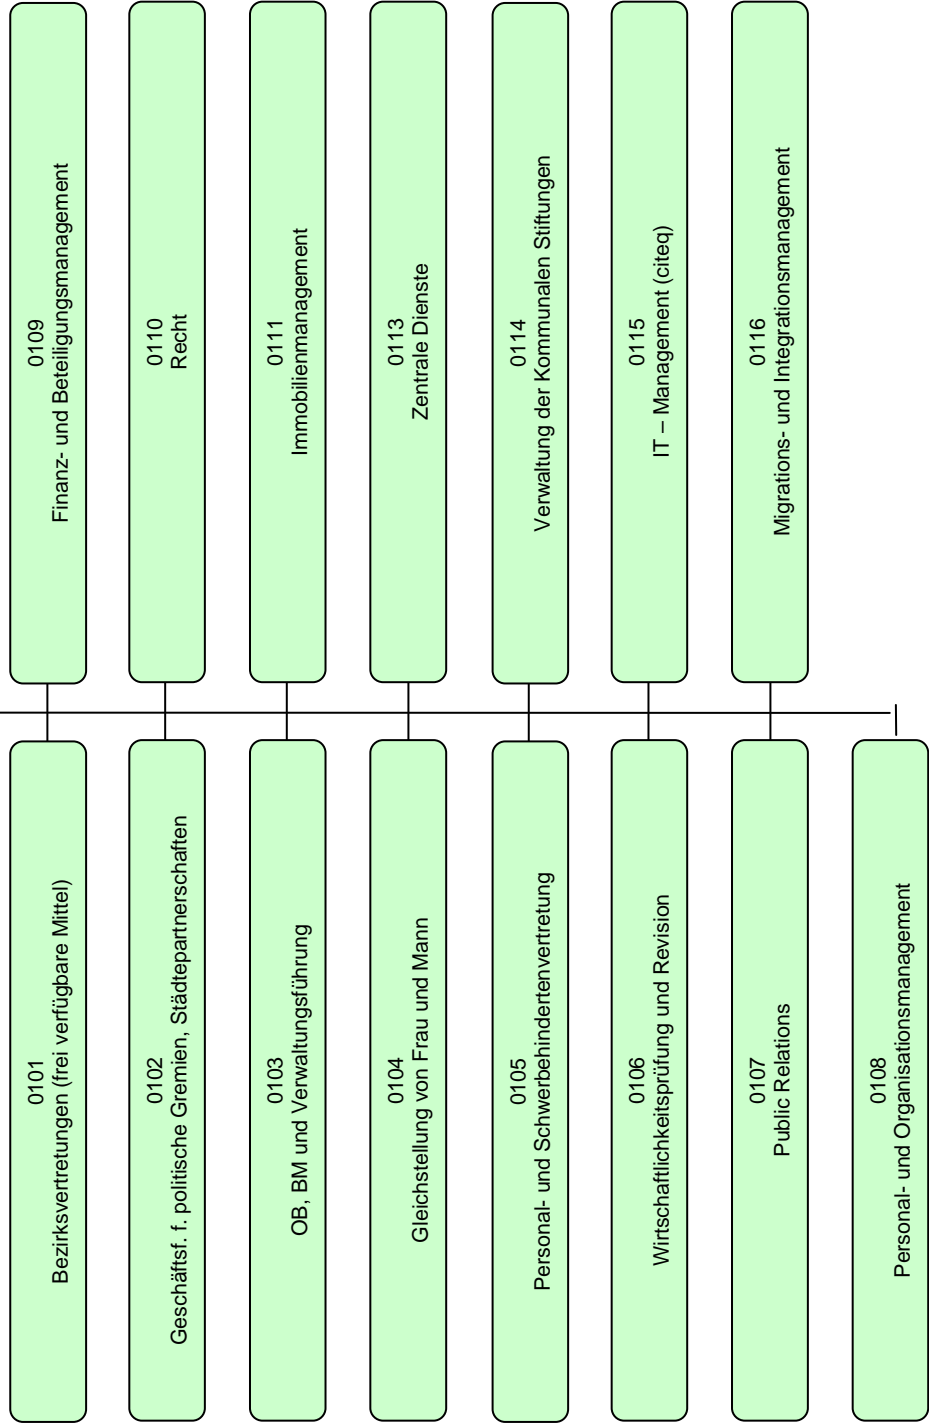 0101
Bezirksvertretungen (frei verfügbare Mittel)
0102
Geschäftsf. f. politische Gremien, Städtepartnerschaften
0103
OB, BM und Verwaltungsführung
0104
Gleichstellung von Frau und Mann
0105
Personal- und Schwerbehindertenvertretung
0106
Wirtschaftlichkeitsprüfung und Revision
0107
Public Relations
0108
Personal- und Organisationsmanagement
0109
Finanz- und Beteiligungsmanagement
0110
Recht
0111
Immobilienmanagement
0113
Zentrale Dienste
0114
Verwaltung der Kommunalen Stiftungen
0115
IT – Management (citeq)
0116
Migrations- und Integrationsmanagement